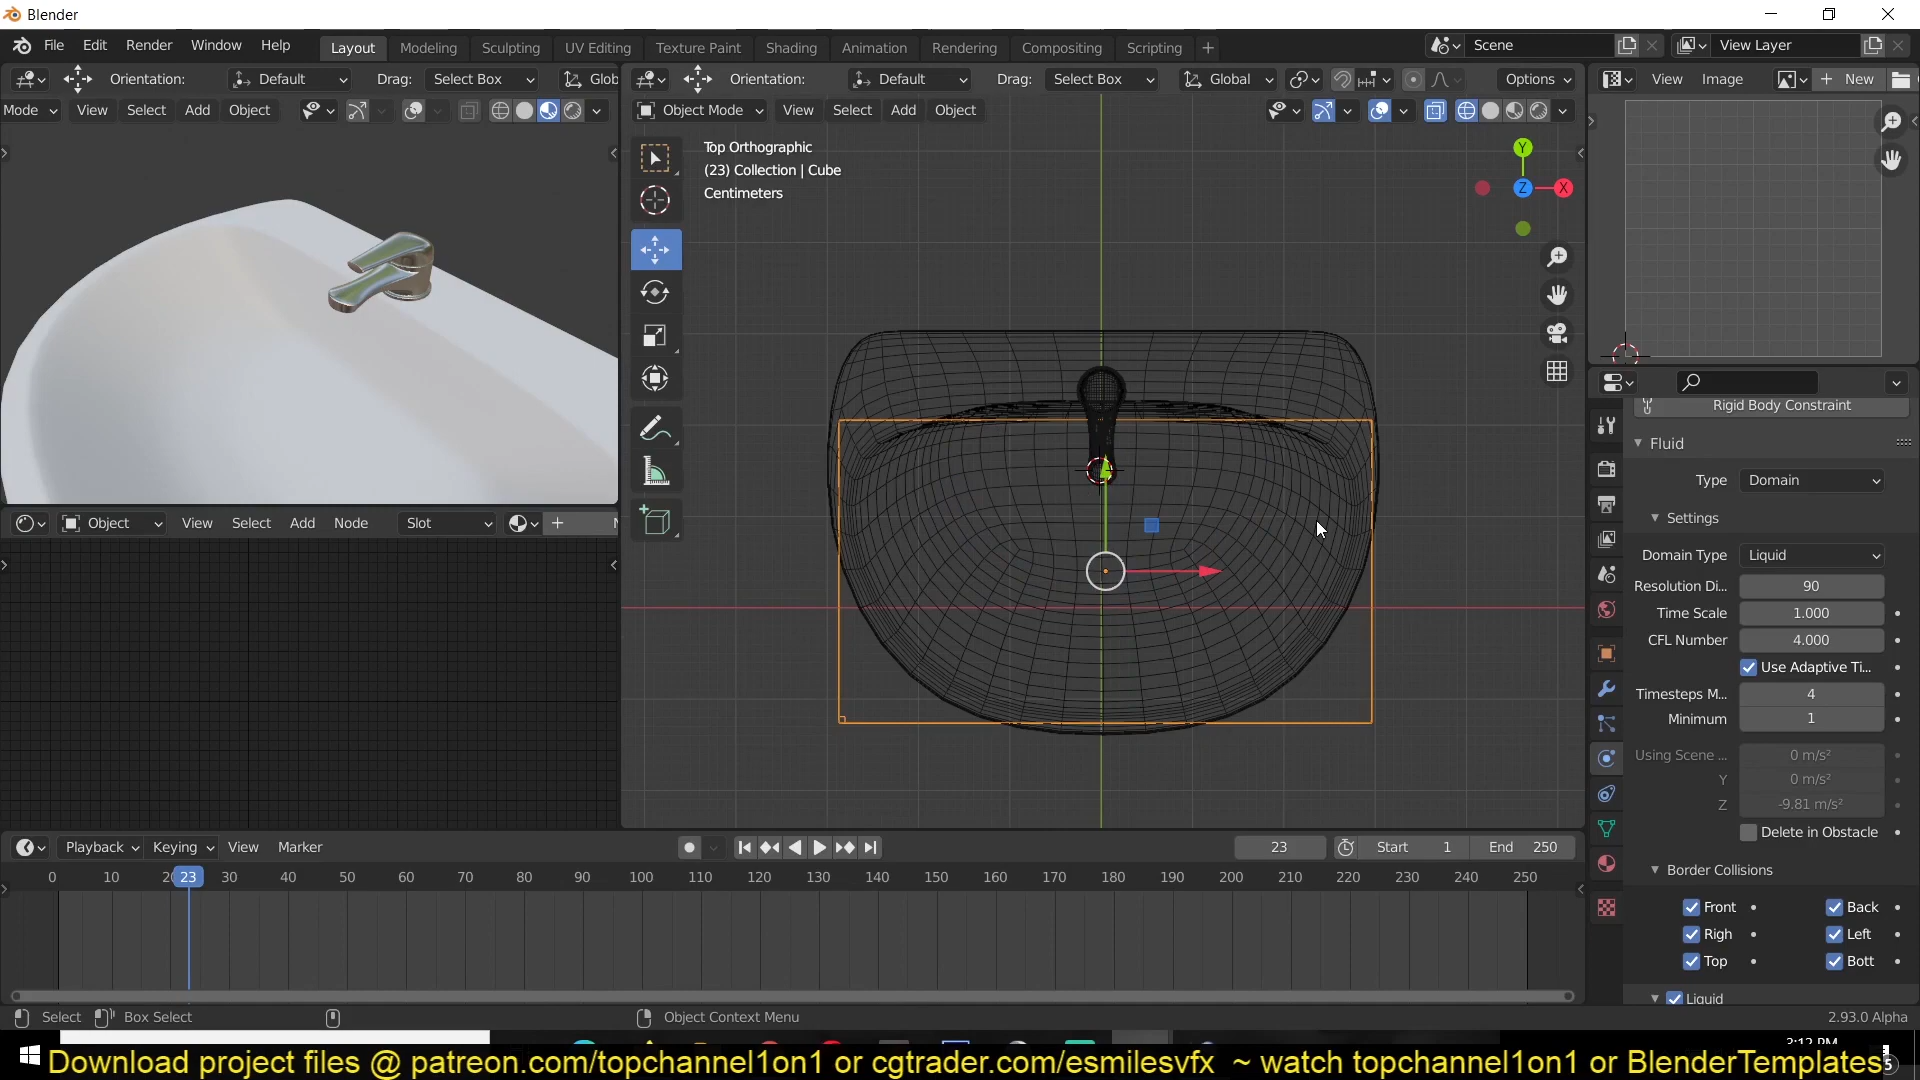 Blender
File Edit Render Window Help Layout Modeling Sculpting UV Editing Texture Paint Shading Animation Rendering Compositing Scripting + Scene View Layer
Orientation: Default Drag: Select Box Glob
Orientation: Default Drag: Select Box Global Options
View Image + New
Mode View Select Add Object
Object Mode View Select Add Object
Top Orthographic
(23) Collection | Cube
Centimeters
Y
Z
X
Rigid Body Constraint
Fluid
Type Domain
Settings
Domain Type Liquid
Resolution Di... 90
Time Scale 1.000
CFL Number 4.000
Use Adaptive Ti...
Timesteps M... 4
Minimum 1
Using Scene ... 0 m/s²
Y 0 m/s²
Z -9.81 m/s²
Delete in Obstacle
Border Collisions
Front Back
Righ Left
Top Bott
Liquid
Object View Select Add Node Slot +
Playback Keying View Marker 23 Start 1 End 250
0 10 20 23 30 40 50 60 70 80 90 100 110 120 130 140 150 160 170 180 190 200 210 220 230 240 250
Select Box Select Object Context Menu 2.93.0 Alpha
3:12 PM
Download project files @ patreon.com/topchannel1on1 or cgtrader.com/esmilesvfx ~ watch topchannel1on1 or BlenderTemplates
5